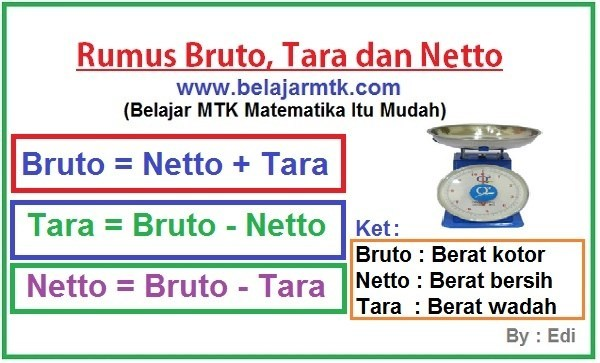 Rumus Bruto, Tara dan Netto
www.belajarmtk.com
(Belajar MTK Matematika Itu Mudah)
Bruto = Netto + Tara
Tara = Bruto - Netto
Netto = Bruto - Tara
Ket :
Bruto : Berat kotor
Netto : Berat bersih
Tara : Berat wadah
By : Edi